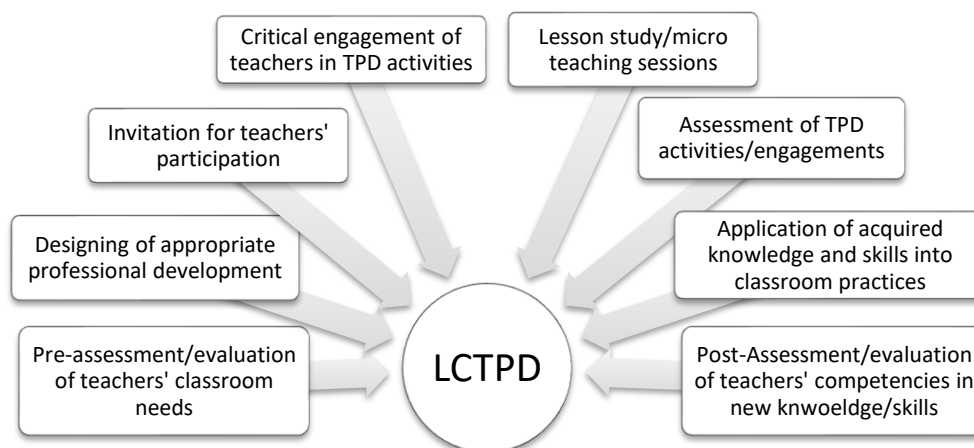 Critical engagement of
teachers in TPD activities
Lesson study/micro
teaching sessions
Invitation for teachers'
participation
Assessment of TPD
activities/engagements
Designing of appropriate
professional development
Application of acquired
knowledge and skills into
classroom practices
Pre-assessment/evaluation
of teachers' classroom
needs
LCTPD
Post-Assessment/evaluation
of teachers' competencies in
new knwoeldge/skills